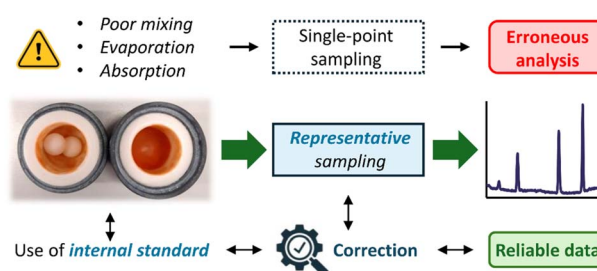 • Poor mixing
• Evaporation
• Absorption
Single-point
sampling
Erroneous
analysis
Representative
sampling
Use of internal standard
Correction
Reliable data